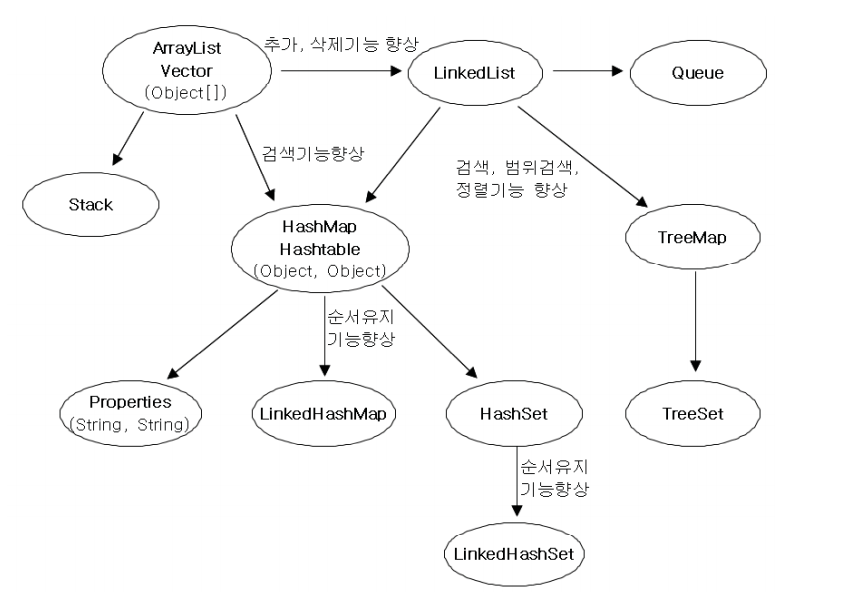 ArrayList
Vector
(Object[])
추가, 삭제기능 향상
LinkedList
Queue
검색기능향상
검색, 범위검색,
정렬기능 향상
Stack
HashMap
Hashtable
(Object, Object)
TreeMap
순서유지
기능향상
Properties
(String, String)
LinkedHashMap
HashSet
TreeSet
순서유지
기능향상
LinkedHashSet